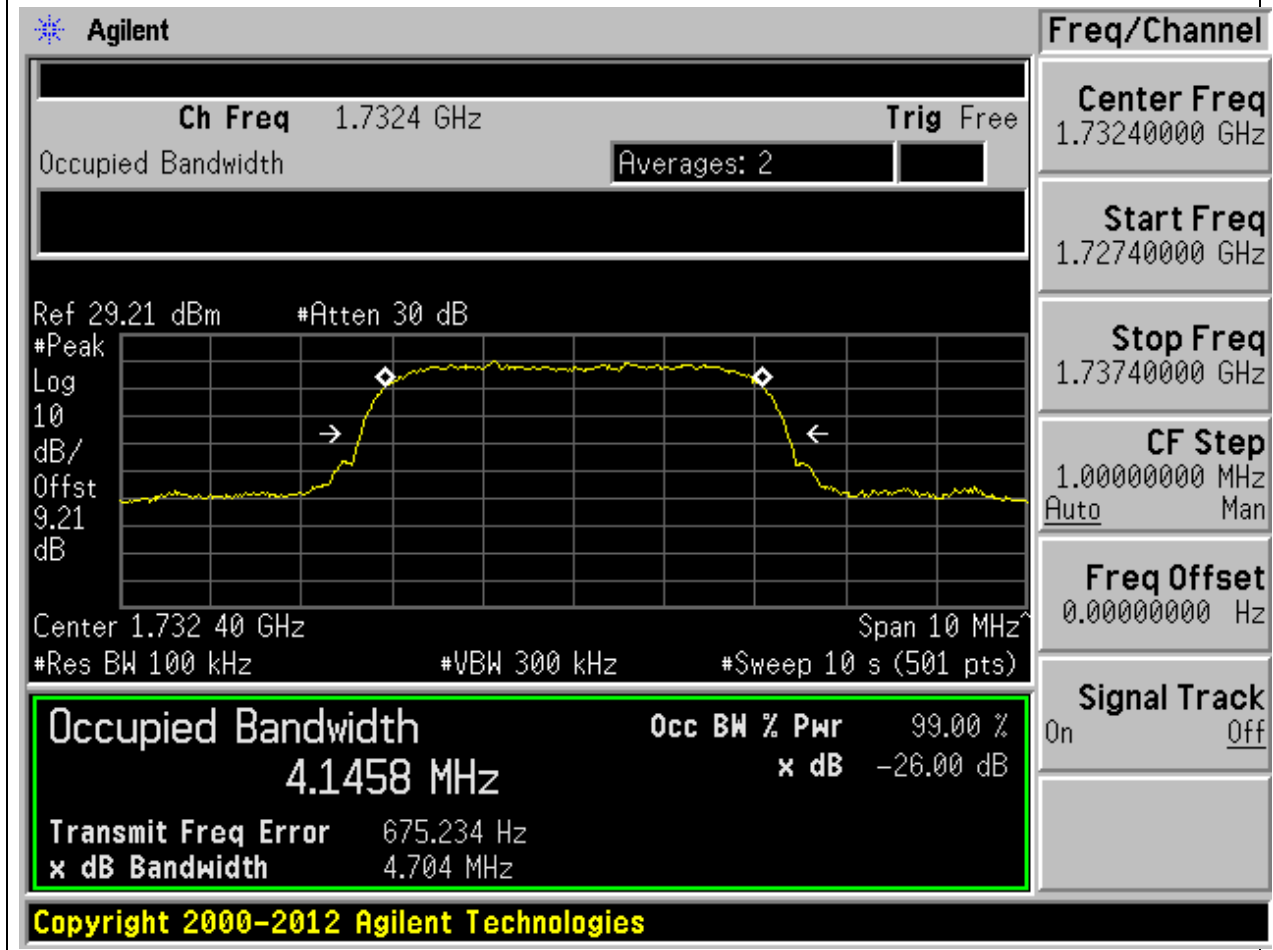 Agilent
Freq/Channel
Ch Freq 1.7324 GHz Trig Free
Occupied Bandwidth Averages: 2
Center Freq
1.73240000 GHz
Start Freq
1.72740000 GHz
Stop Freq
1.73740000 GHz
CF Step
1.00000000 MHz
Auto Man
Freq Offset
0.00000000 Hz
Signal Track
On Off
Ref 29.21 dBm #Atten 30 dB
#Peak
Log
10
dB/
Offst
9.21
dB
Center 1.732 40 GHz Span 10 MHz^
#Res BW 100 kHz #VBW 300 kHz #Sweep 10 s (501 pts)
Occupied Bandwidth Occ BW % Pwr 99.00 %
4.1458 MHz x dB -26.00 dB
Transmit Freq Error 675.234 Hz
x dB Bandwidth 4.704 MHz
Copyright 2000-2012 Agilent Technologies